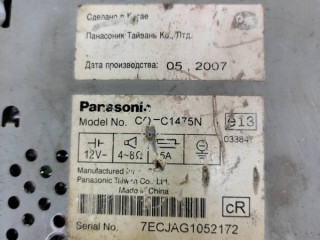 Сделано в Китае
Панасоник Тайвань Ко., Лтд.
Дата производства: 05, 2007
Panasonic
Model No. CQ-C1475N e13
12V⎓ 4~8Ω 15A
Manufactured by
Panasonic Taiwan Co., Ltd.
Made in China cR
Serial No. 7ECJAG1052172